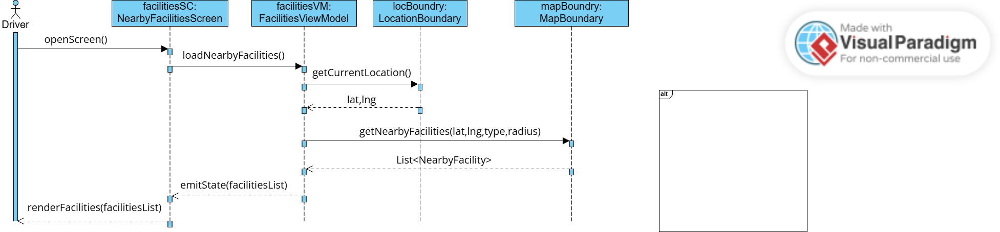 Driver
facilitiesSC:
NearbyFacilitiesScreen
facilitiesVM:
FacilitiesViewModel
locBoundry:
LocationBoundary
mapBoundry:
MapBoundary
Made with
Visual Paradigm
For non-commercial use
openScreen()
loadNearbyFacilities()
getCurrentLocation()
alt
lat,lng
getNearbyFacilities(lat,lng,type,radius)
List<NearbyFacility>
emitState(facilitiesList)
renderFacilities(facilitiesList)